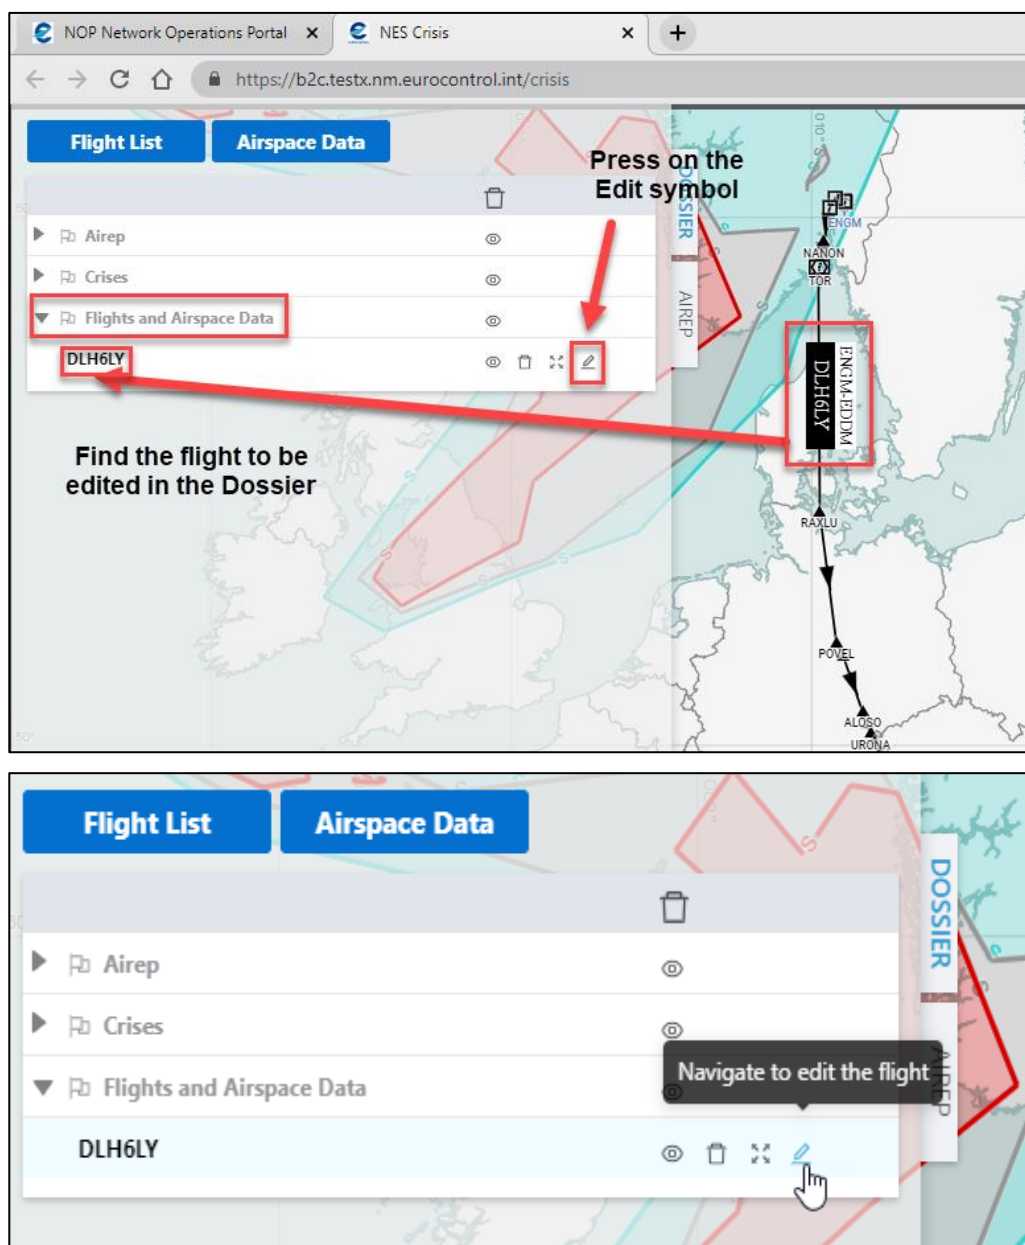 NOP Network Operations Portal
NES Crisis
https://b2c.testx.nm.eurocontrol.int/crisis
Flight List
Airspace Data
Press on the
Edit symbol
DOSSIER
AIREP
Airep
Crises
Flights and Airspace Data
DLH6LY
Find the flight to be
edited in the Dossier
ENGM
NANON
TOR
ENGM-EDDM
DLH6LY
RAXLU
POVEL
ALOSO
URONA
S
S
S
S
50°
Flight List
Airspace Data
DOSSIER
AIREP
Airep
Crises
Navigate to edit the flight
Flights and Airspace Data
DLH6LY
S